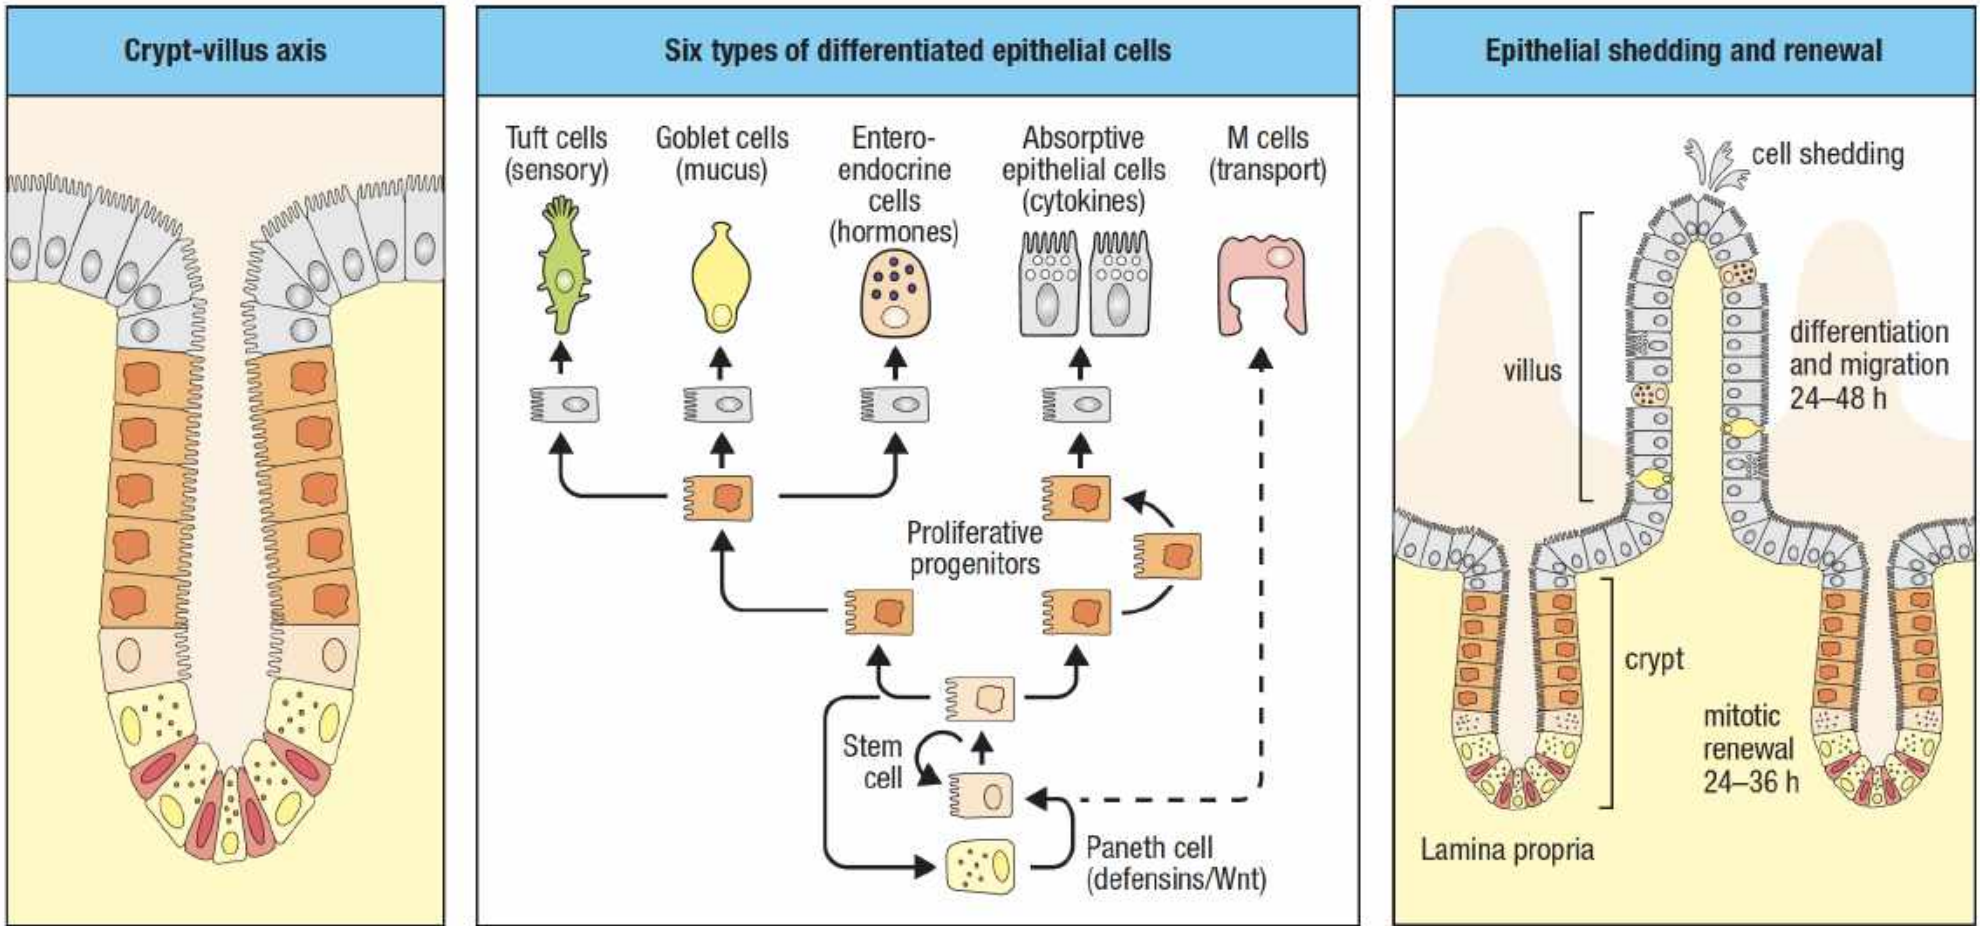 Crypt-villus axis
Six types of differentiated epithelial cells
Tuft cells
(sensory)
Goblet cells
(mucus)
Entero-
endocrine
cells
(hormones)
Absorptive
epithelial cells
(cytokines)
M cells
(transport)
Proliferative
progenitors
Stem
cell
Paneth cell
(defensins/Wnt)
Epithelial shedding and renewal
cell shedding
villus
differentiation
and migration
24–48 h
crypt
mitotic
renewal
24–36 h
Lamina propria